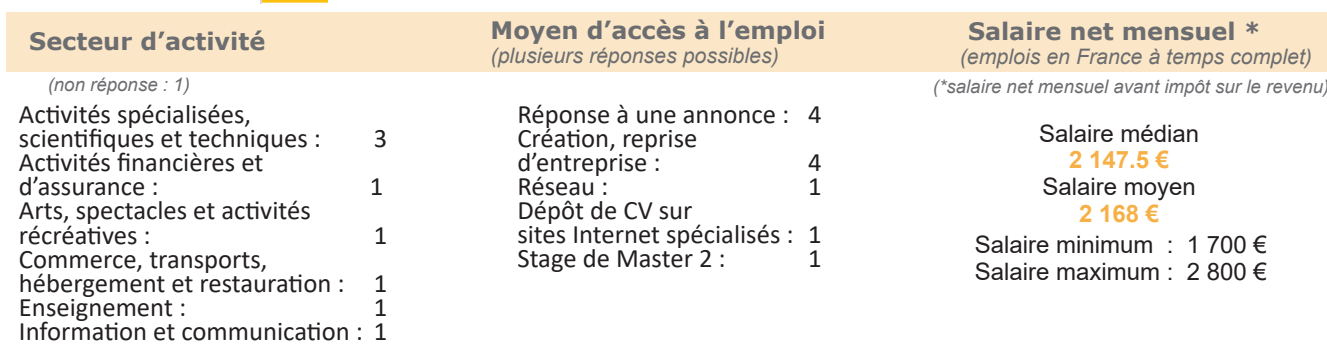 Secteur d'activité
(non réponse : 1)
Activités spécialisées,
scientifiques et techniques : 3
Activités financières et
d'assurance : 1
Arts, spectacles et activités
récréatives : 1
Commerce, transports,
hébergement et restauration : 1
Enseignement : 1
Information et communication : 1
Moyen d'accès à l'emploi
(plusieurs réponses possibles)
Réponse à une annonce : 4
Création, reprise
d'entreprise : 4
Réseau : 1
Dépôt de CV sur
sites Internet spécialisés : 1
Stage de Master 2 : 1
Salaire net mensuel *
(emplois en France à temps complet)
(*salaire net mensuel avant impôt sur le revenu)
Salaire médian
2 147.5 €
Salaire moyen
2 168 €
Salaire minimum : 1 700 €
Salaire maximum : 2 800 €